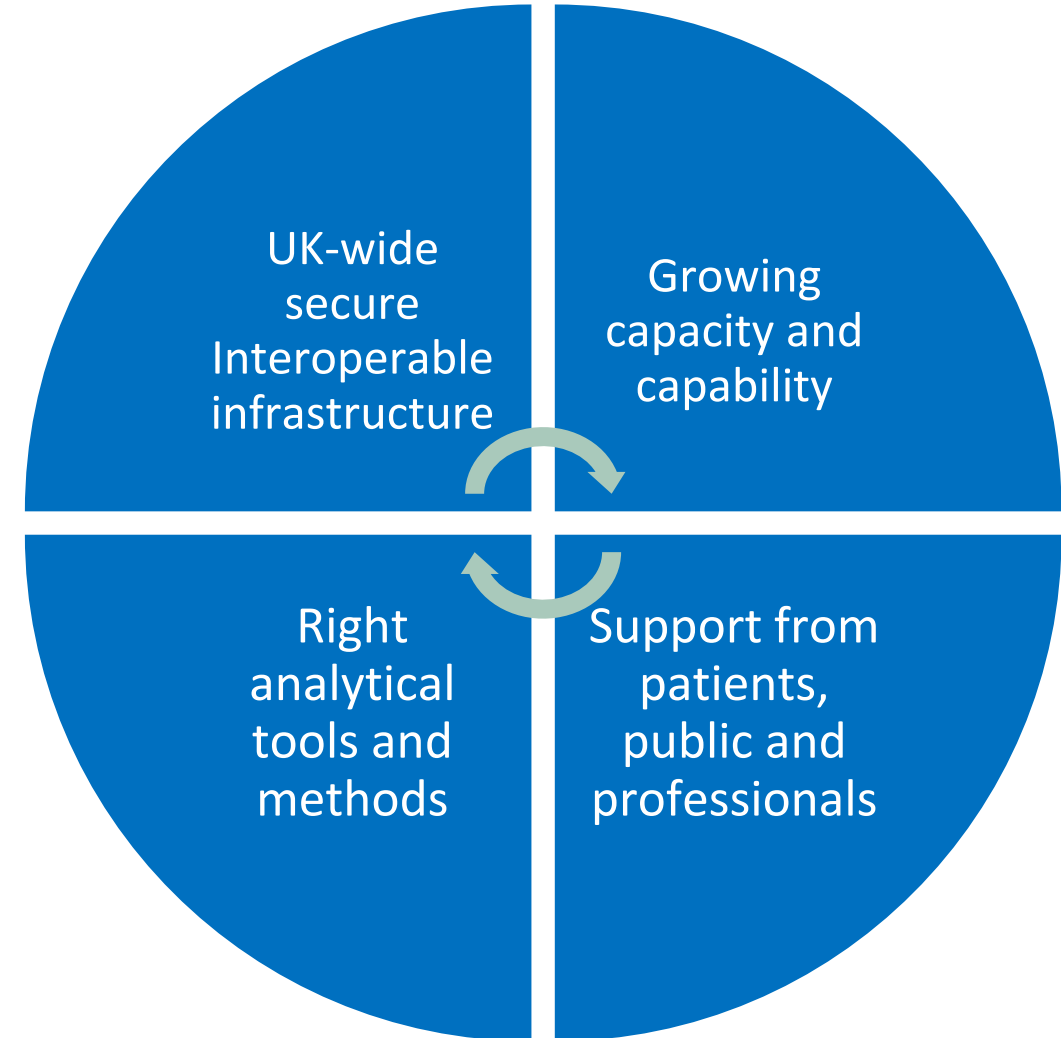 UK-wide
secure
Interoperable
infrastructure
Growing
capacity and
capability
Right
analytical
tools and
methods
Support from
patients,
public and
professionals